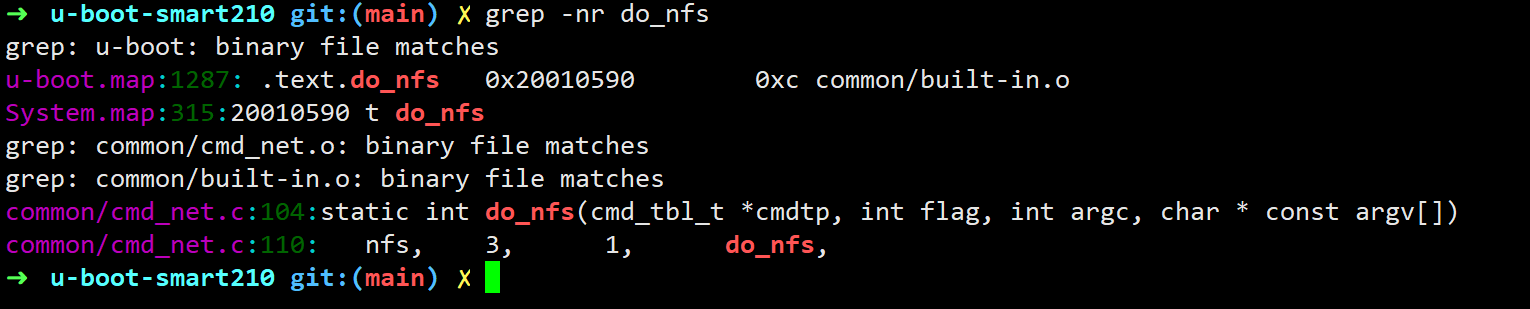 ➜  u-boot-smart210 git:(main) ✗ grep -nr do_nfs
grep: u-boot: binary file matches
u-boot.map:1287: .text.do_nfs   0x20010590        0xc common/built-in.o
System.map:315:20010590 t do_nfs
grep: common/cmd_net.o: binary file matches
grep: common/built-in.o: binary file matches
common/cmd_net.c:104:static int do_nfs(cmd_tbl_t *cmdtp, int flag, int argc, char * const argv[])
common/cmd_net.c:110:   nfs,    3,      1,      do_nfs,
➜  u-boot-smart210 git:(main) ✗